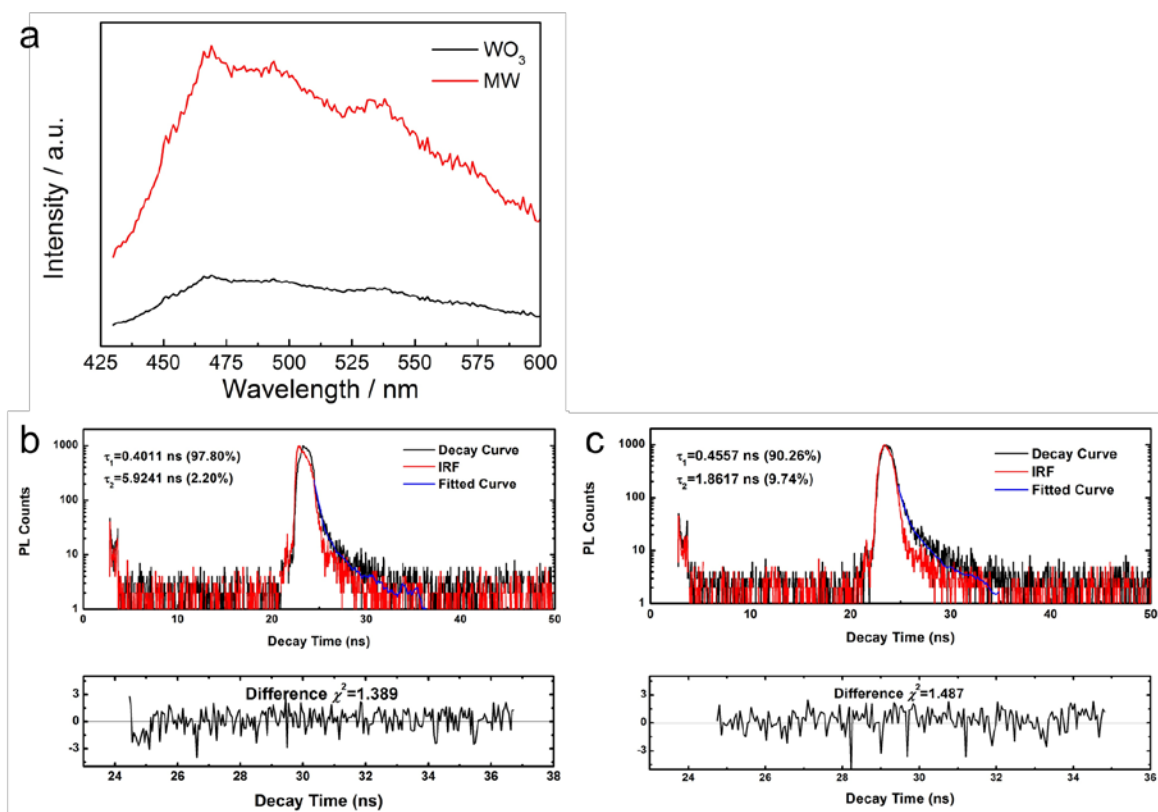 a
WO3
MW
Intensity / a.u.
425 450 475 500 525 550 575 600
Wavelength / nm
b
1000
100
10
1
PL Counts
τ1=0.4011 ns (97.80%)
τ2=5.9241 ns (2.20%)
Decay Curve
IRF
Fitted Curve
0 10 20 30 40 50
Decay Time (ns)
3
0
-3
Difference χ2=1.389
24 26 28 30 32 34 36 38
Decay Time (ns)
c
1000
100
10
1
PL Counts
τ1=0.4557 ns (90.26%)
τ2=1.8617 ns (9.74%)
Decay Curve
IRF
Fitted Curve
0 10 20 30 40 50
Decay Time (ns)
3
0
-3
Difference χ2=1.487
24 26 28 30 32 34 36
Decay Time (ns)